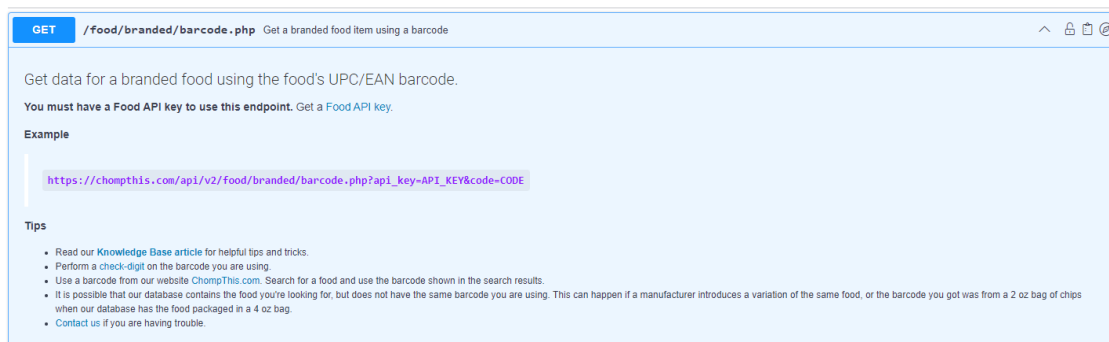 GET /food/branded/barcode.php Get a branded food item using a barcode
Get data for a branded food using the food's UPC/EAN barcode.
You must have a Food API key to use this endpoint. Get a Food API key.
Example
https://chompthis.com/api/v2/food/branded/barcode.php?api_key=API_KEY&code=CODE
Tips
• Read our Knowledge Base article for helpful tips and tricks.
• Perform a check-digit on the barcode you are using.
• Use a barcode from our website ChompThis.com. Search for a food and use the barcode shown in the search results.
• It is possible that our database contains the food you're looking for, but does not have the same barcode you are using. This can happen if a manufacturer introduces a variation of the same food, or the barcode you got was from a 2 oz bag of chips
when our database has the food packaged in a 4 oz bag.
• Contact us if you are having trouble.